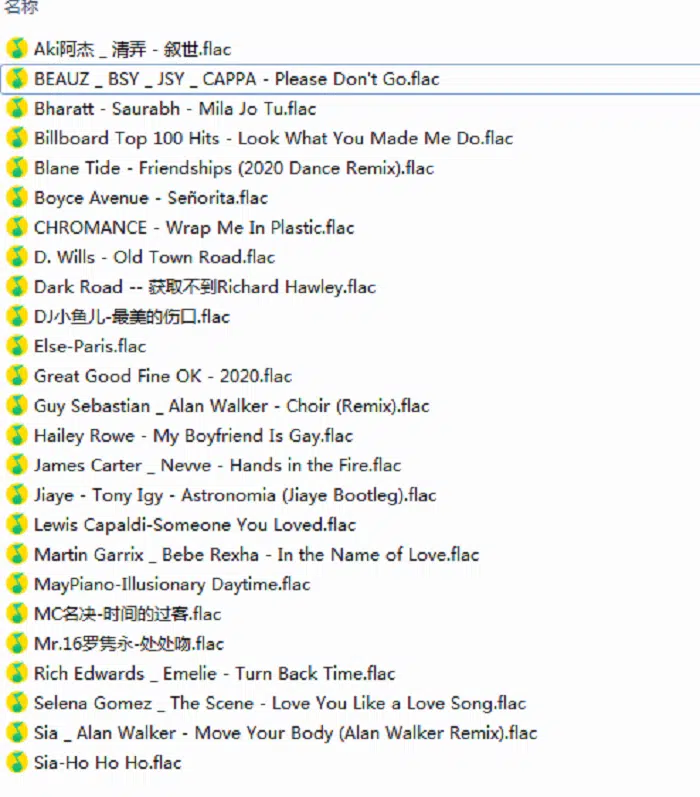 名称
Aki阿杰 _ 清弄 - 叙世.flac
BEAUZ _ BSY _ JSY _ CAPPA - Please Don't Go.flac
Bharatt - Saurabh - Mila Jo Tu.flac
Billboard Top 100 Hits - Look What You Made Me Do.flac
Blane Tide - Friendships (2020 Dance Remix).flac
Boyce Avenue - Señorita.flac
CHROMANCE - Wrap Me In Plastic.flac
D. Wills - Old Town Road.flac
Dark Road -- 获取不到Richard Hawley.flac
DJ小鱼儿-最美的伤口.flac
Else-Paris.flac
Great Good Fine OK - 2020.flac
Guy Sebastian _ Alan Walker - Choir (Remix).flac
Hailey Rowe - My Boyfriend Is Gay.flac
James Carter _ Nevve - Hands in the Fire.flac
Jiaye - Tony Igy - Astronomia (Jiaye Bootleg).flac
Lewis Capaldi-Someone You Loved.flac
Martin Garrix _ Bebe Rexha - In the Name of Love.flac
MayPiano-Illusionary Daytime.flac
MC名决-时间的过客.flac
Mr.16罗隽永-处处吻.flac
Rich Edwards _ Emelie - Turn Back Time.flac
Selena Gomez _ The Scene - Love You Like a Love Song.flac
Sia _ Alan Walker - Move Your Body (Alan Walker Remix).flac
Sia-Ho Ho Ho.flac